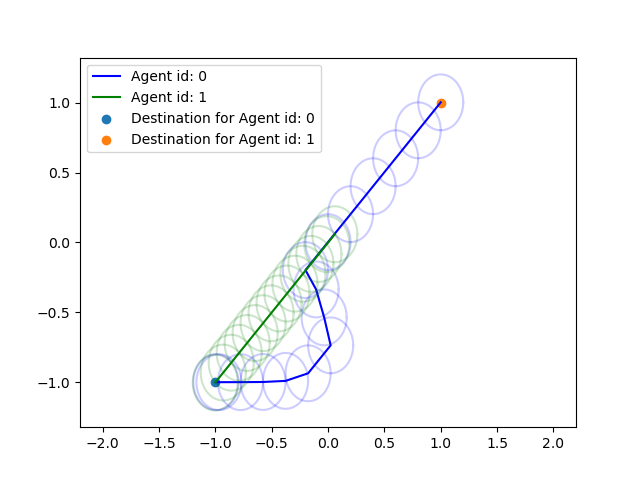 Agent id: 0
Agent id: 1
Destination for Agent id: 0
Destination for Agent id: 1
1.0
0.5
0.0
−0.5
−1.0
−2.0 −1.5 −1.0 −0.5 0.0 0.5 1.0 1.5 2.0